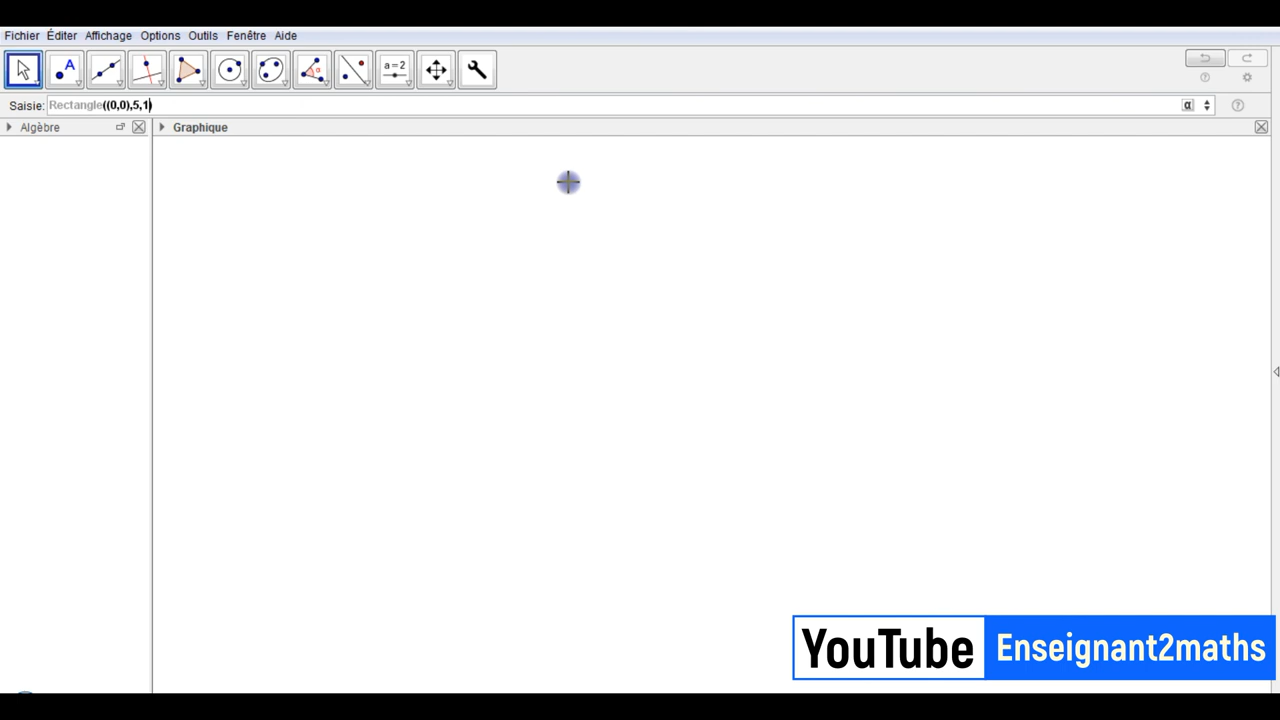 Fichier Éditer Affichage Options Outils Fenêtre Aide
A
a = 2
Saisie: Rectangle((0,0),5,1)
α
Algèbre
Graphique
YouTube Enseignant2maths